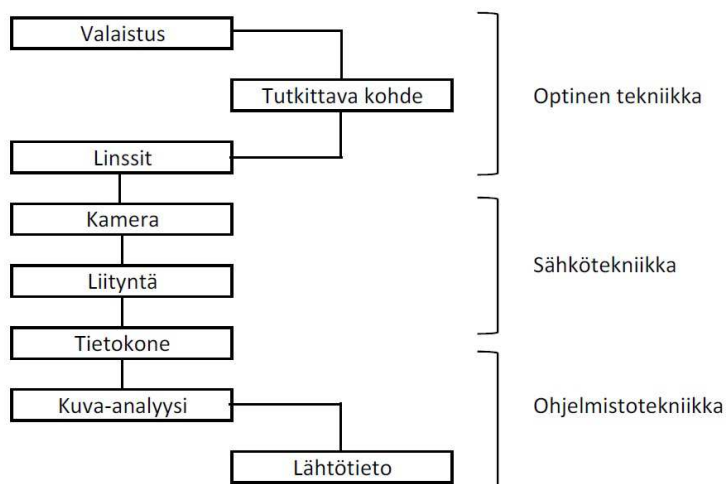 Valaistus
Tutkittava kohde
Optinen tekniikka
Linssit
Kamera
Liityntä
Sähkötekniikka
Tietokone
Kuva-analyysi
Ohjelmistotekniikka
Lähtötieto